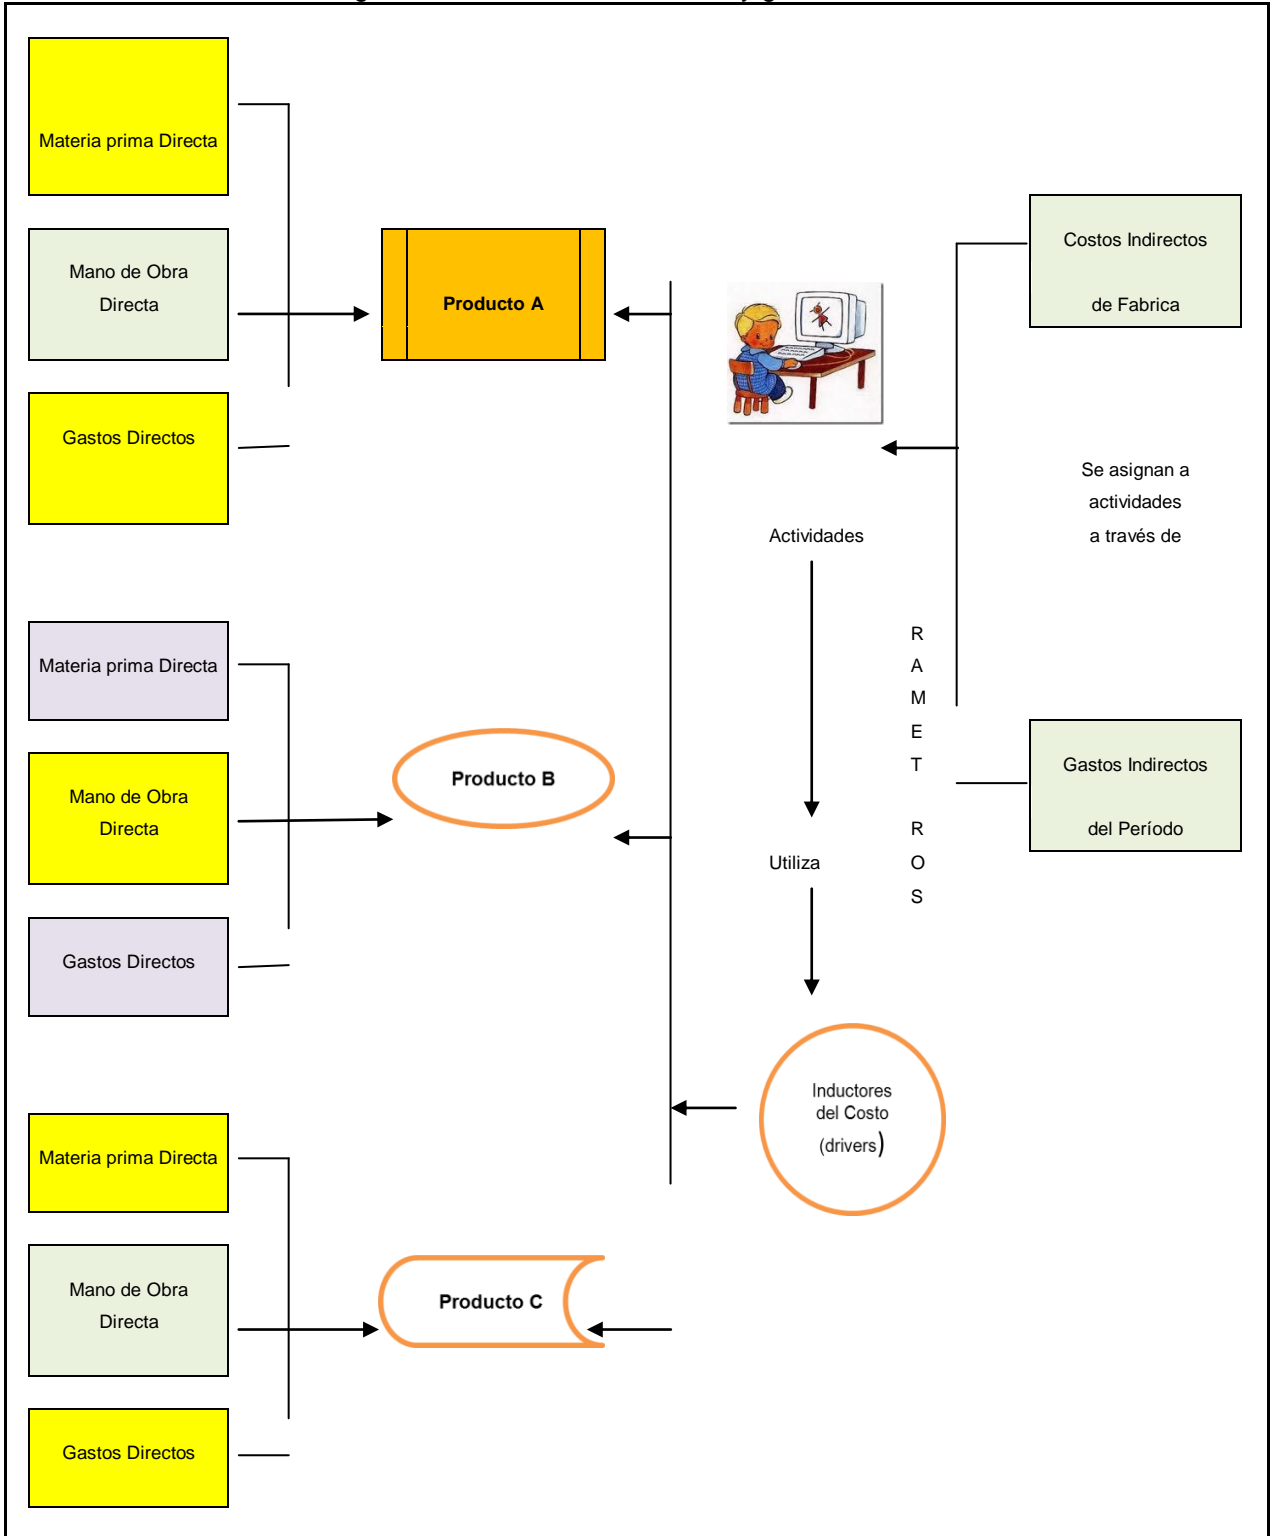 Materia prima Directa
Mano de Obra
Directa
Gastos Directos
Producto A
Costos Indirectos
de Fabrica
Se asignan a
actividades
a través de
Actividades
R
A
M
E
T
R
O
S
Materia prima Directa
Mano de Obra
Directa
Gastos Directos
Producto B
Utiliza
Gastos Indirectos
del Período
Inductores
del Costo
(drivers)
Materia prima Directa
Mano de Obra
Directa
Gastos Directos
Producto C